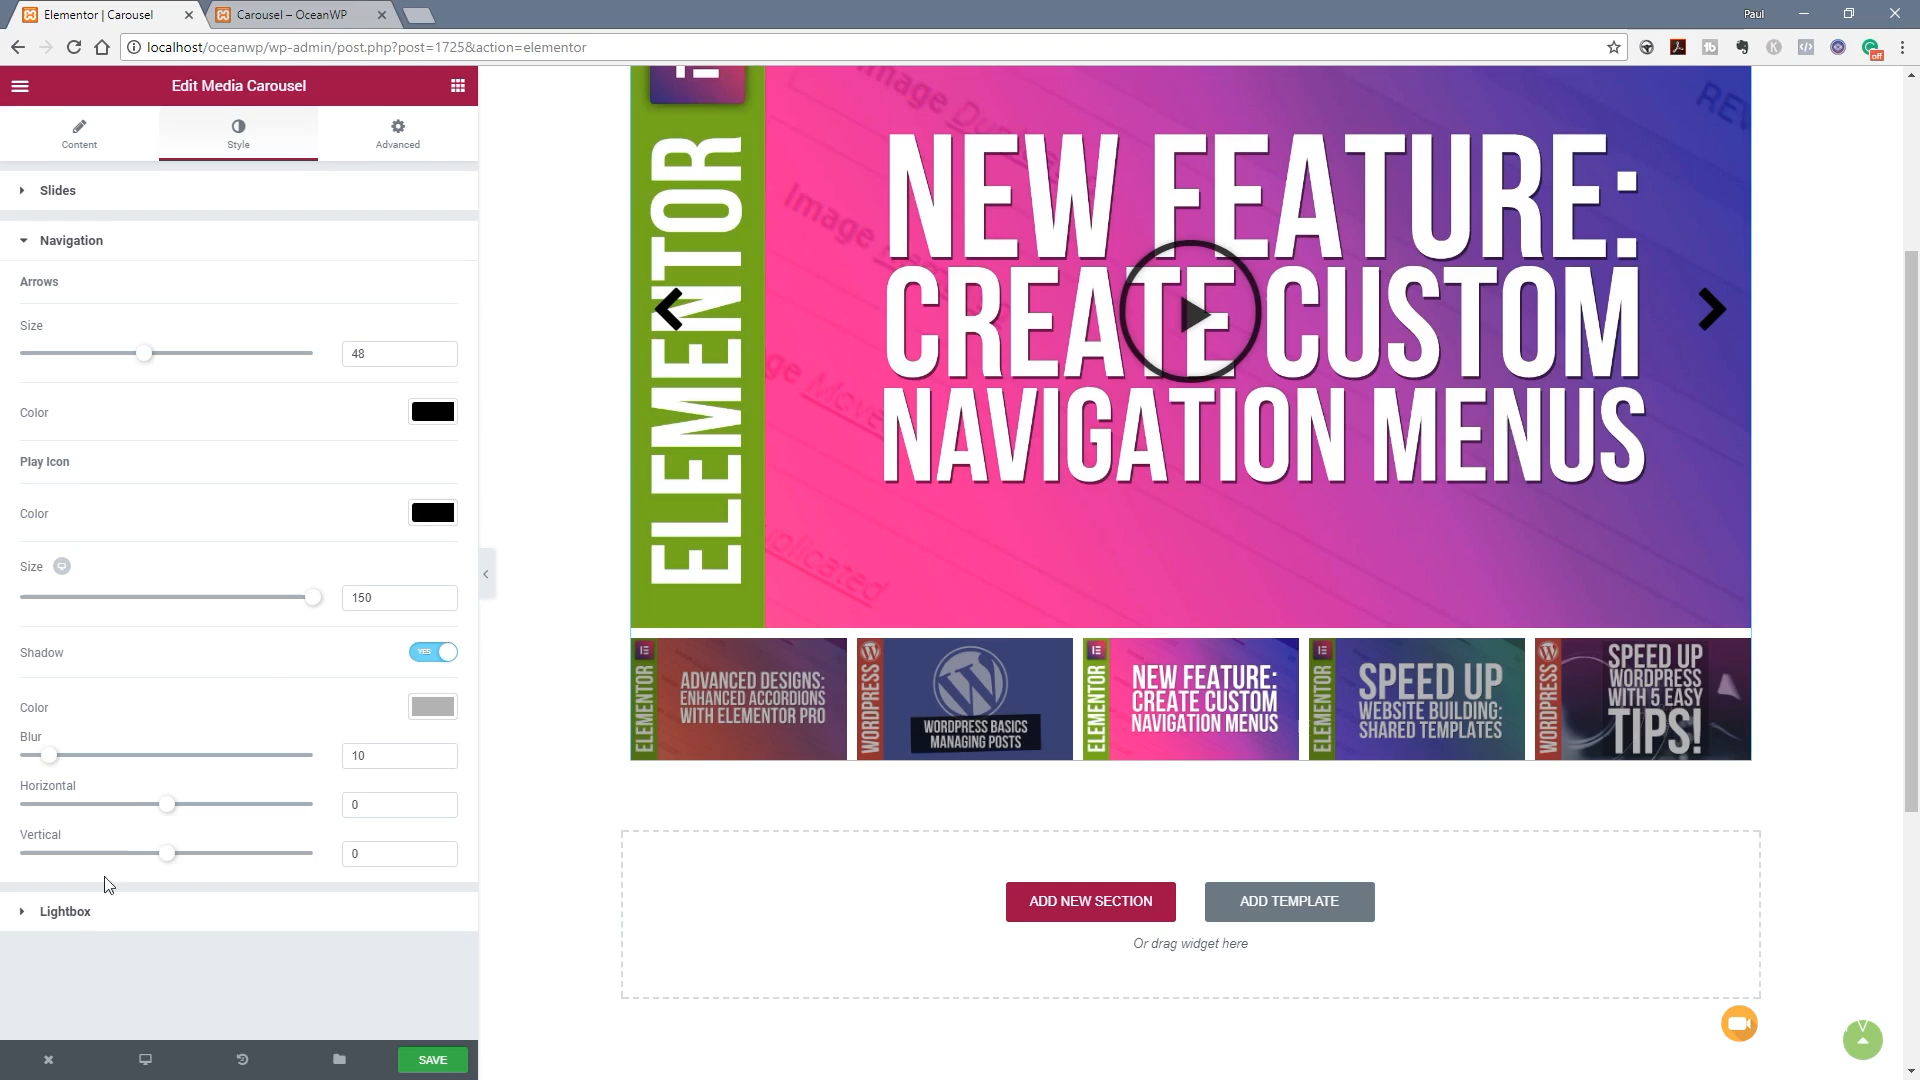 Elementor | Carousel
Carousel – OceanWP
Paul
localhost/oceanwp/wp-admin/post.php?post=1725&action=elementor
off
Edit Media Carousel
Content
Style
Advanced
Slides
Navigation
Arrows
Size
48
Color
Play Icon
Color
Size
150
Shadow
YES
Color
Blur
10
Horizontal
0
Vertical
0
Lightbox
SAVE
ELEMENTOR
NEW FEATURE:
CREATE CUSTOM
NAVIGATION MENUS
ELEMENTOR
ADVANCED DESIGNS:
ENHANCED ACCORDIONS
WITH ELEMENTOR PRO
WORDPRESS
WORDPRESS BASICS
MANAGING POSTS
ELEMENTOR
NEW FEATURE:
CREATE CUSTOM
NAVIGATION MENUS
ELEMENTOR
SPEED UP
WEBSITE BUILDING:
SHARED TEMPLATES
WORDPRESS
SPEED UP
WORDPRESS
WITH 5 EASY
TIPS!
ADD NEW SECTION
ADD TEMPLATE
Or drag widget here